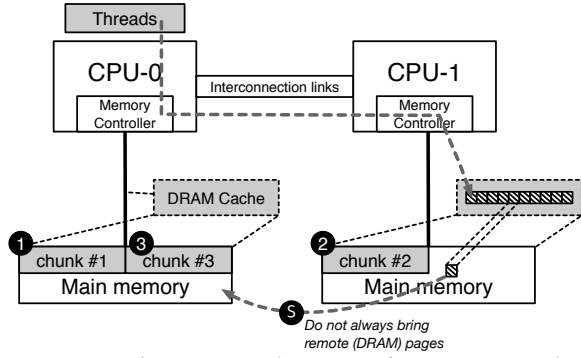 Threads
CPU-0
CPU-1
Interconnection links
Memory
Controller
Memory
Controller
DRAM Cache
1
3
2
chunk #1
chunk #3
chunk #2
Main memory
Main memory
S
Do not always bring
remote (DRAM) pages